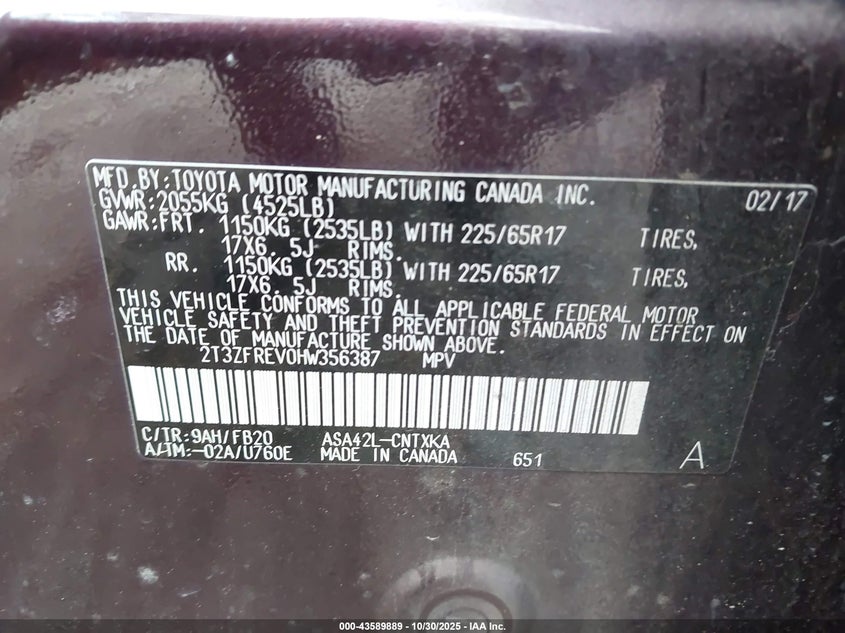 MFD.BY:TOYOTA MOTOR MANUFACTURING CANADA INC. 02/17
GVWR:2055KG (4525LB)
GAWR:FRT. 1150KG (2535LB) WITH 225/65R17 TIRES,
17X6. 5J RIMS.
RR. 1150KG (2535LB) WITH 225/65R17 TIRES,
17X6. 5J RIMS.
THIS VEHICLE CONFORMS TO ALL APPLICABLE FEDERAL MOTOR
VEHICLE SAFETY AND THEFT PREVENTION STANDARDS IN EFFECT ON
THE DATE OF MANUFACTURE SHOWN ABOVE.
2T3ZFREV0HW356387 MPV
C/TR:9AH/FB20 ASA42L-CNTXKA
A/TM:-02A/U760E MADE IN CANADA 651 A
000-43589889 - 10/30/2025 - IAA Inc.